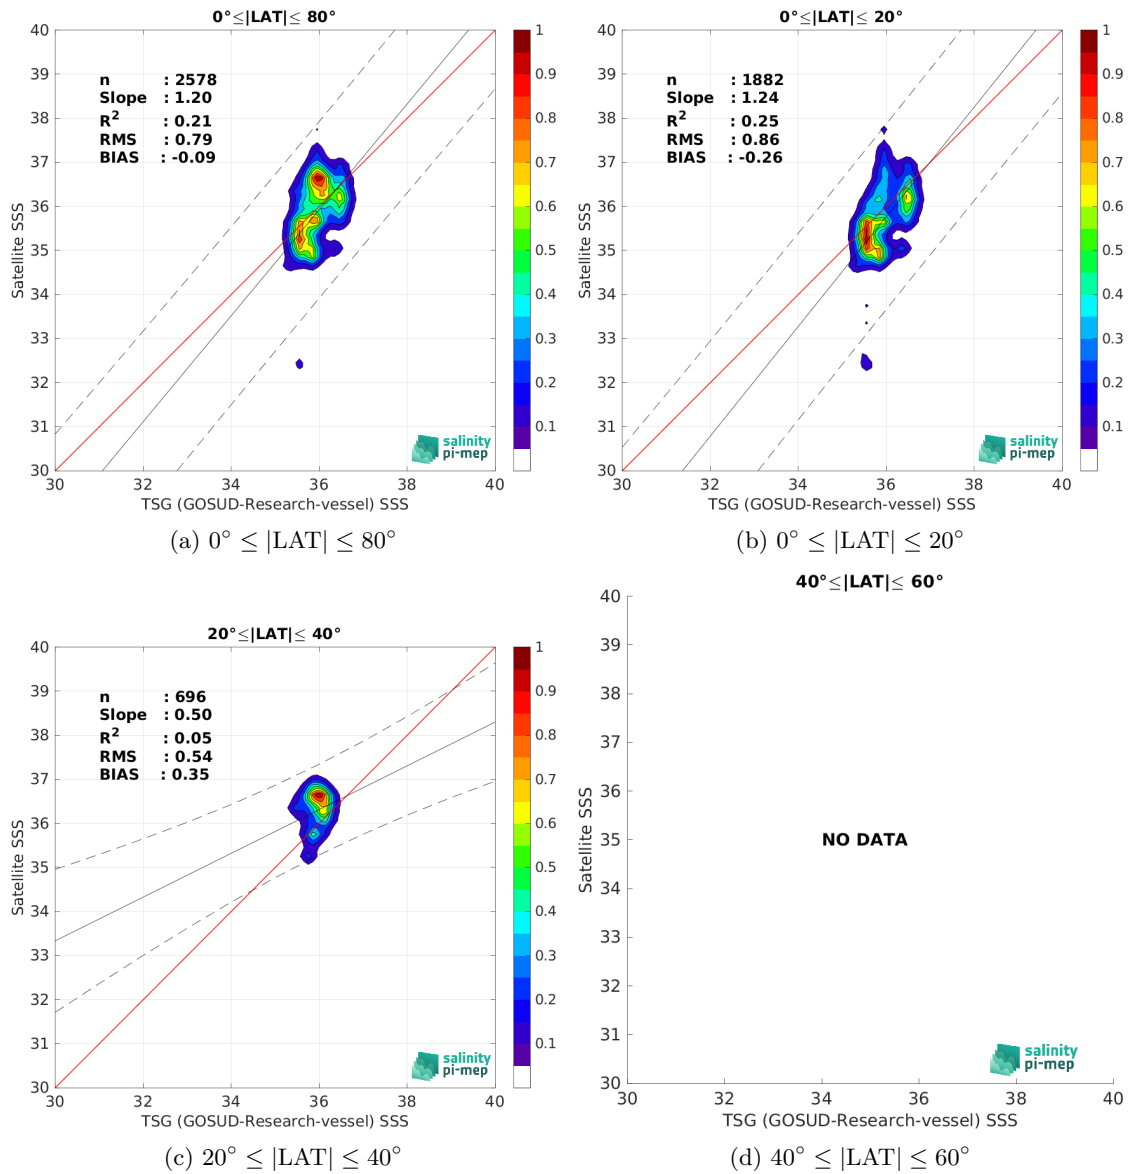 0°≤|LAT|≤ 80°
n : 2578
Slope : 1.20
R² : 0.21
RMS : 0.79
BIAS : -0.09
40
39
38
37
36
35
34
33
32
31
30
Satellite SSS
30 32 34 36 38 40
TSG (GOSUD-Research-vessel) SSS
1
0.9
0.8
0.7
0.6
0.5
0.4
0.3
0.2
0.1
salinity
pi-mep
(a) 0° ≤ |LAT| ≤ 80°
0°≤|LAT|≤ 20°
n : 1882
Slope : 1.24
R² : 0.25
RMS : 0.86
BIAS : -0.26
40
39
38
37
36
35
34
33
32
31
30
Satellite SSS
30 32 34 36 38 40
TSG (GOSUD-Research-vessel) SSS
1
0.9
0.8
0.7
0.6
0.5
0.4
0.3
0.2
0.1
salinity
pi-mep
(b) 0° ≤ |LAT| ≤ 20°
20°≤|LAT|≤ 40°
n : 696
Slope : 0.50
R² : 0.05
RMS : 0.54
BIAS : 0.35
40
39
38
37
36
35
34
33
32
31
30
Satellite SSS
30 32 34 36 38 40
TSG (GOSUD-Research-vessel) SSS
1
0.9
0.8
0.7
0.6
0.5
0.4
0.3
0.2
0.1
salinity
pi-mep
(c) 20° ≤ |LAT| ≤ 40°
40°≤|LAT|≤ 60°
40
39
38
37
36
35
34
33
32
31
30
Satellite SSS
NO DATA
30 32 34 36 38 40
TSG (GOSUD-Research-vessel) SSS
salinity
pi-mep
(d) 40° ≤ |LAT| ≤ 60°